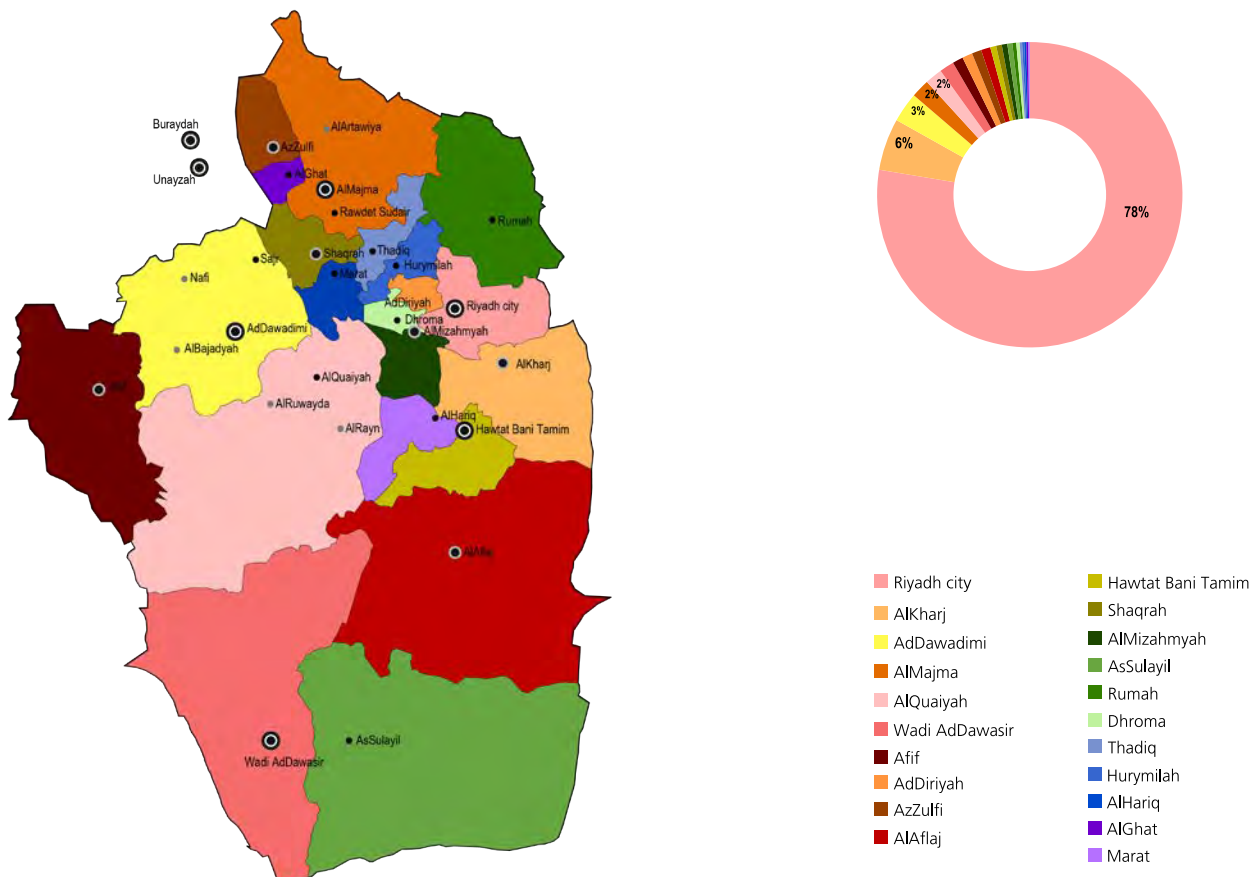 Buraydah
Unayzah
AlArtawiya
AzZulfi
AlGhat
AlMajma
Rawdet Sudair
Rumah
Sajr
Shaqrah
Thadiq
Hurymilah
Marat
Nafi
AdDiriyah
Riyadh city
Dhroma
AlMizahmyah
AdDawadimi
AlBajadyah
AlKharj
Afif
AlQuaiyah
AlRuwayda
AlRayn
AlHariq
Hawtat Bani Tamim
AlAflaj
AsSulayil
Wadi AdDawasir
2%
2%
3%
6%
78%
Riyadh city
AlKharj
AdDawadimi
AlMajma
AlQuaiyah
Wadi AdDawasir
Afif
AdDiriyah
AzZulfi
AlAflaj
Hawtat Bani Tamim
Shaqrah
AlMizahmyah
AsSulayil
Rumah
Dhroma
Thadiq
Hurymilah
AlHariq
AlGhat
Marat